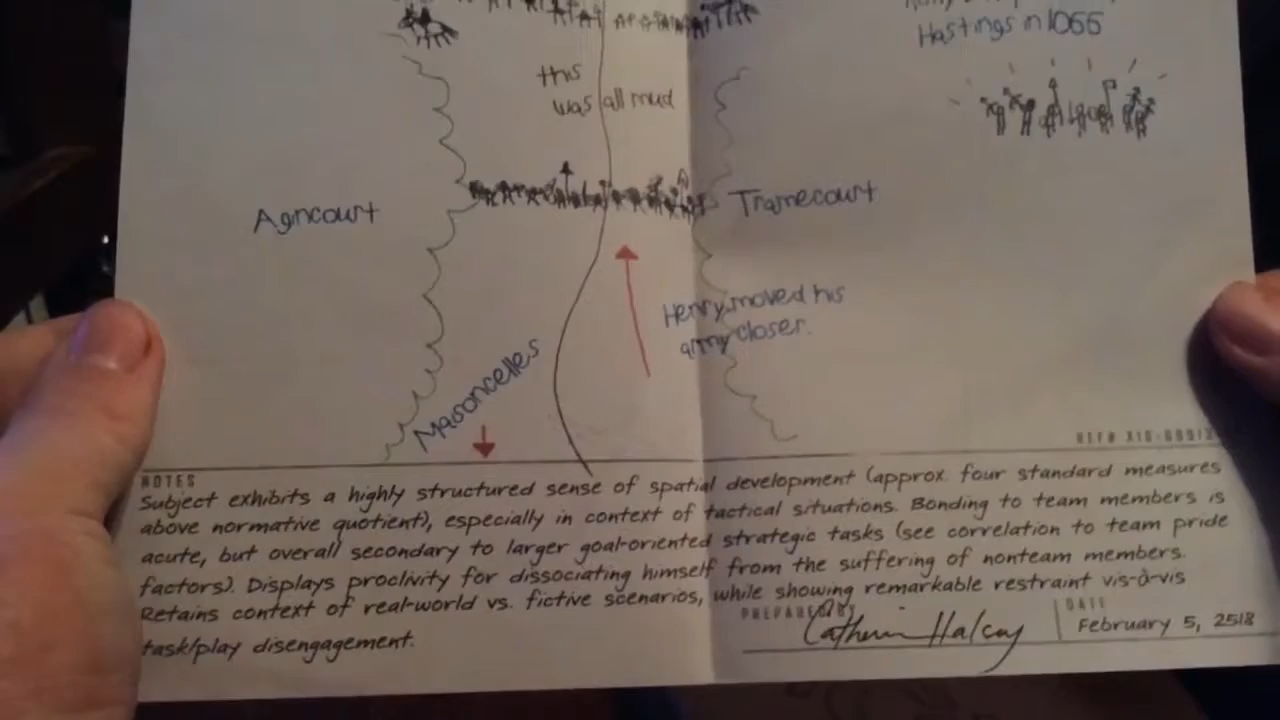 Hastings in 1066
this
was all mud
Agincourt
Tramecourt
Henry moved his
army closer.
Masoncelles
NOTES
Subject exhibits a highly structured sense of spatial development (approx. four standard measures
above normative quotient), especially in context of tactical situations. Bonding to team members is
acute, but overall secondary to larger goal-oriented strategic tasks (see correlation to team pride
factors). Displays proclivity for dissociating himself from the suffering of nonteam members.
Retains context of real-world vs. fictive scenarios, while showing remarkable restraint vis-à-vis
task/play disengagement.
PREPARED BY
Catherine Halsey
DATE
February 5, 2518